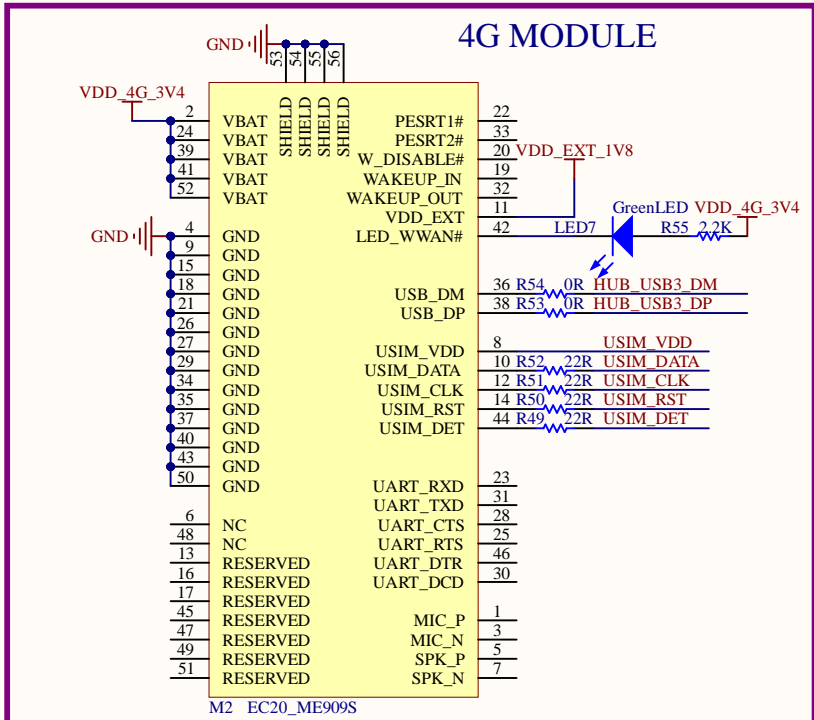 4G MODULE
GND
53
54
55
56
SHIELD
SHIELD
SHIELD
SHIELD
VDD_4G_3V4
2 VBAT
24 VBAT
39 VBAT
41 VBAT
52 VBAT
GND
4 GND
9 GND
15 GND
18 GND
21 GND
26 GND
27 GND
29 GND
34 GND
35 GND
37 GND
40 GND
43 GND
50 GND
6 NC
48 NC
13 RESERVED
16 RESERVED
17 RESERVED
45 RESERVED
47 RESERVED
49 RESERVED
51 RESERVED
PESRT1# 22
PESRT2# 33
W_DISABLE# 20 VDD_EXT_1V8
WAKEUP_IN 19
WAKEUP_OUT 32
VDD_EXT 11
GreenLED VDD_4G_3V4
LED_WWAN# 42 LED7 R55 2.2K
USB_DM 36 R54 0R HUB_USB3_DM
USB_DP 38 R53 0R HUB_USB3_DP
USIM_VDD 8 USIM_VDD
USIM_DATA 10 R52 22R USIM_DATA
USIM_CLK 12 R51 22R USIM_CLK
USIM_RST 14 R50 22R USIM_RST
USIM_DET 44 R49 22R USIM_DET
UART_RXD 23
UART_TXD 31
UART_CTS 28
UART_RTS 25
UART_DTR 46
UART_DCD 30
MIC_P 1
MIC_N 3
SPK_P 5
SPK_N 7
M2 EC20_ME909S